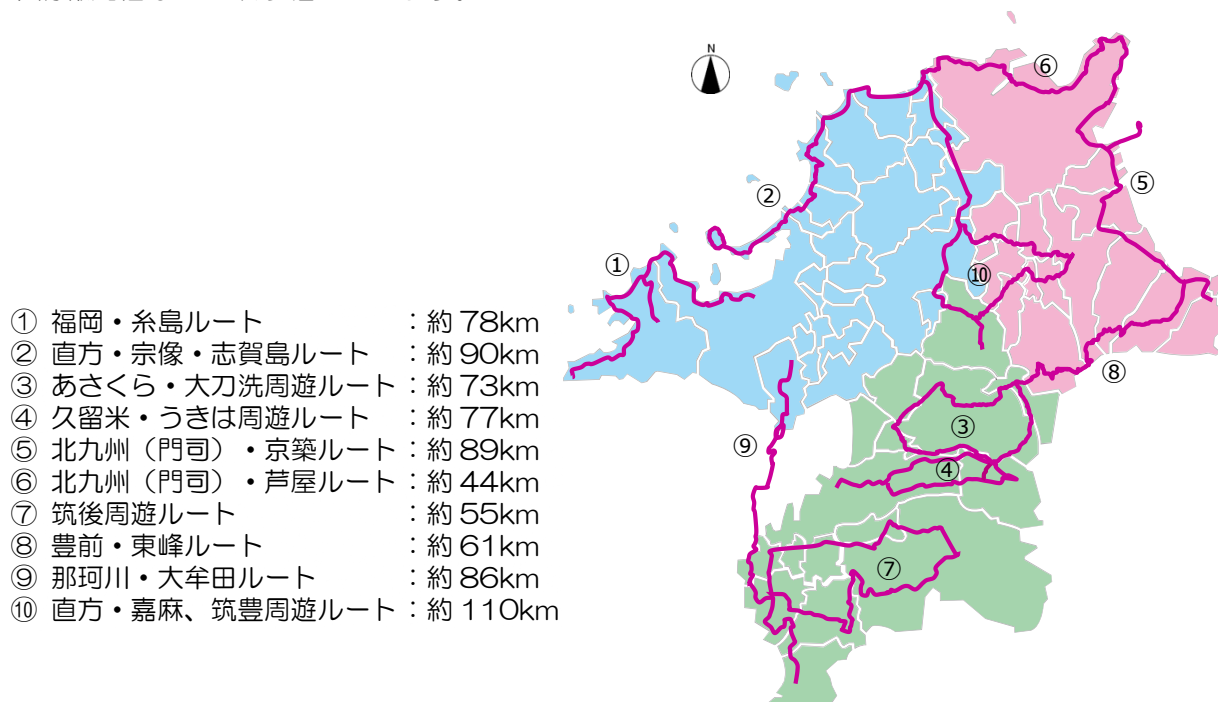 N
⑥
⑤
②
①
⑩
⑧
③
⑨
④
⑦
① 福岡・糸島ルート ：約 78km
② 直方・宗像・志賀島ルート ：約 90km
③ あさくら・大刀洗周遊ルート ：約 73km
④ 久留米・うきは周遊ルート ：約 77km
⑤ 北九州（門司）・京築ルート ：約 89km
⑥ 北九州（門司）・芦屋ルート ：約 44km
⑦ 筑後周遊ルート ：約 55km
⑧ 豊前・東峰ルート ：約 61km
⑨ 那珂川・大牟田ルート ：約 86km
⑩ 直方・嘉麻、筑豊周遊ルート ：約 110km